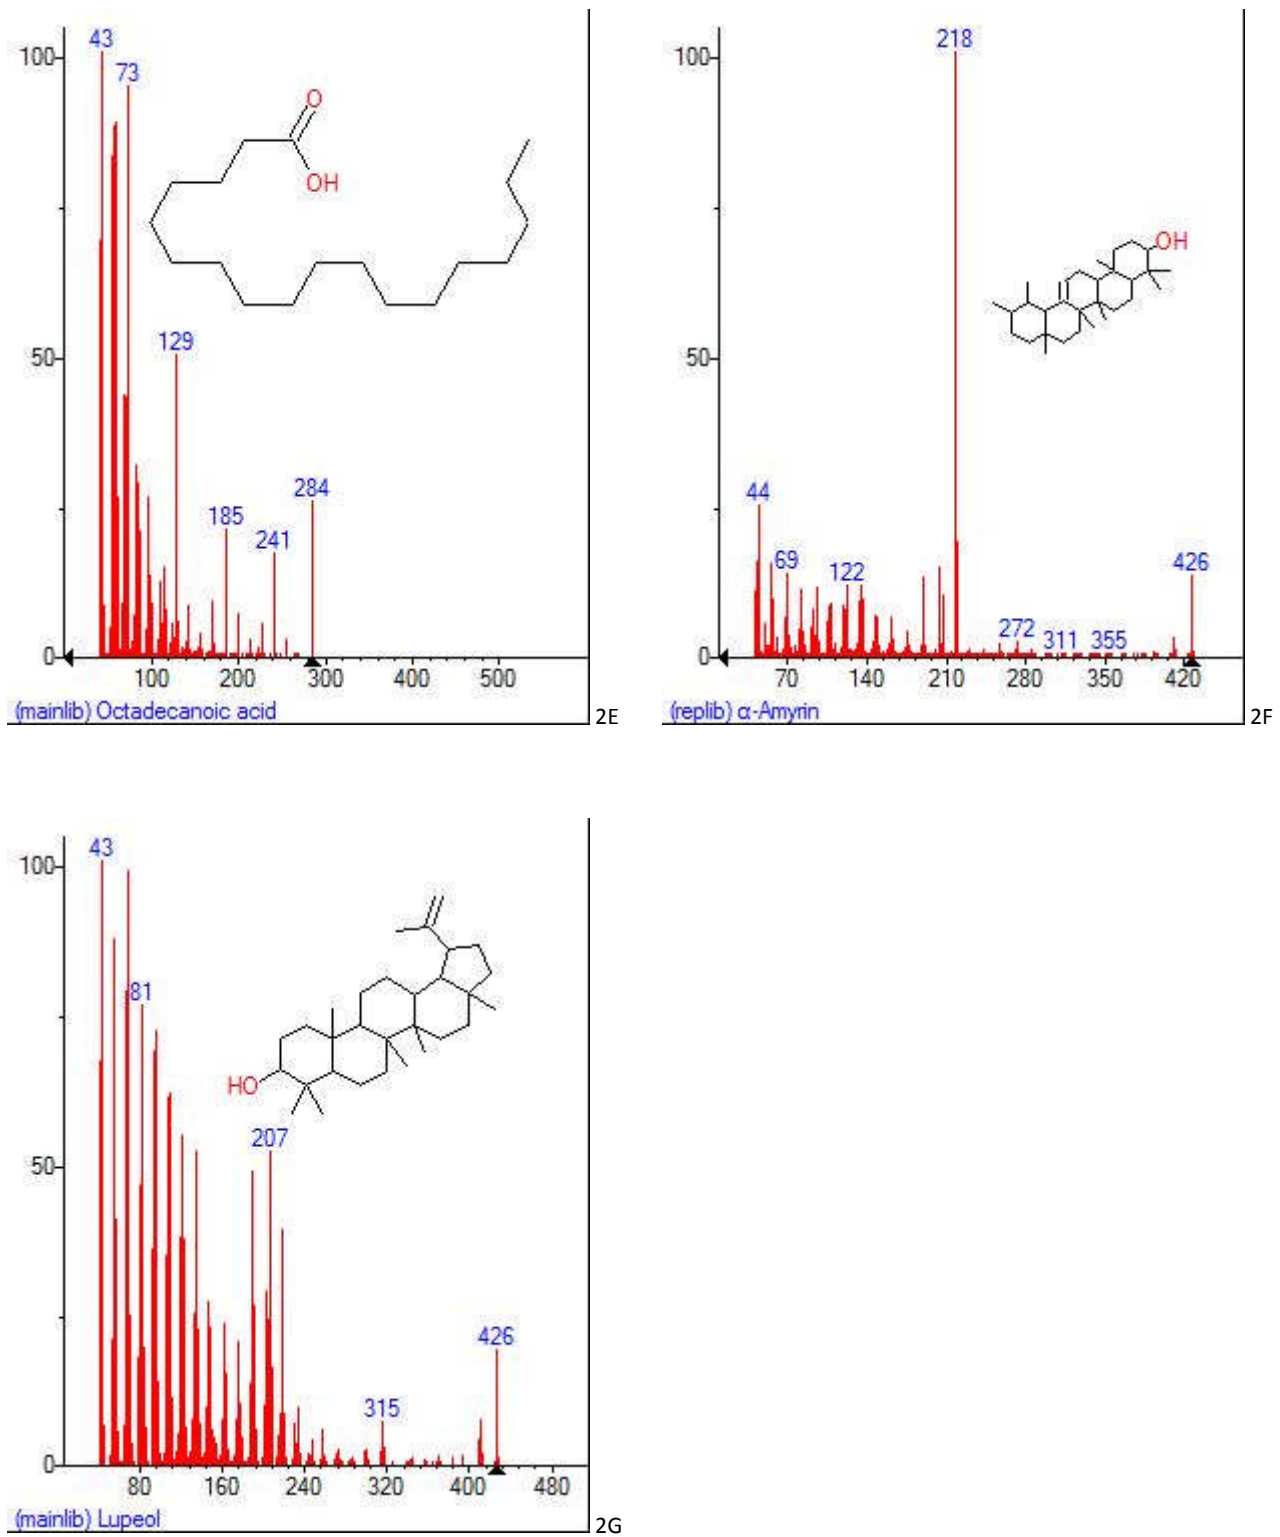 43
100
73
O
OH
129
50
284
185
241
0
100 200 300 400 500
(mainlib) Octadecanoic acid
2E
218
100
OH
50
44
69
122
426
272
311
355
0
70 140 210 280 350 420
(replib) α-Amyrin
2F
43
100
81
HO
207
50
426
315
0
80 160 240 320 400 480
(mainlib) Lupeol
2G